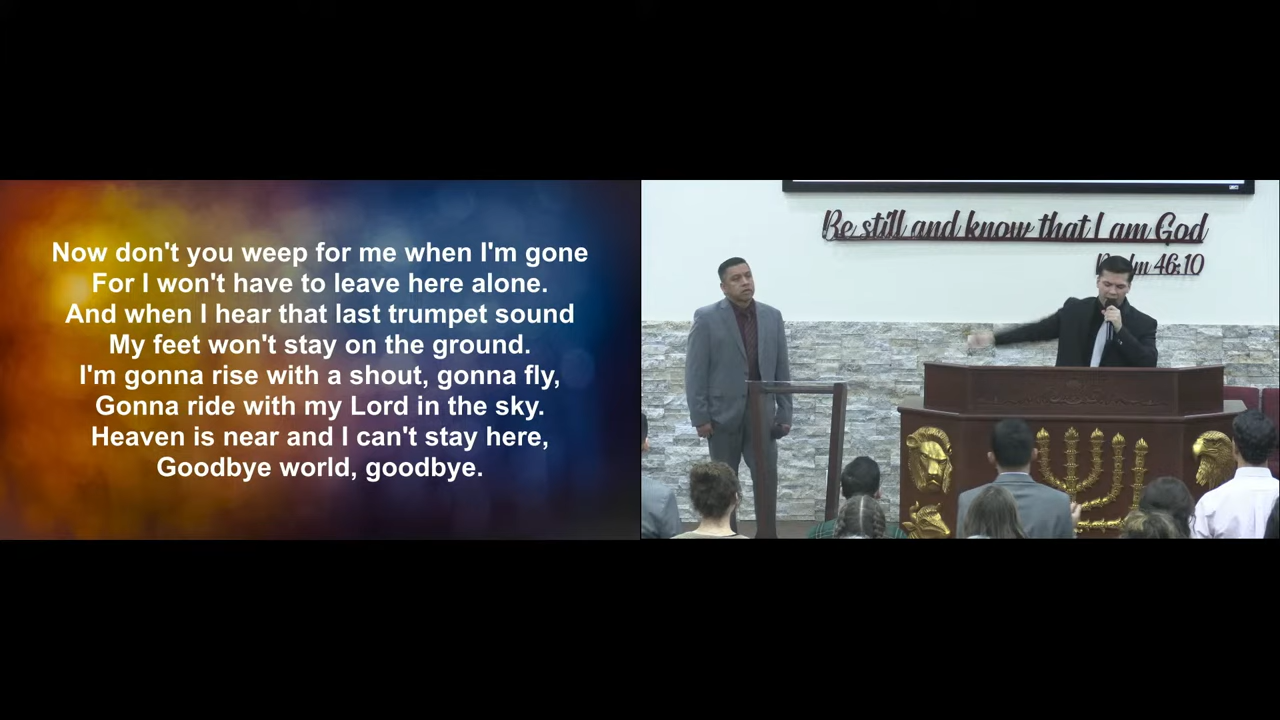 Now don't you weep for me when I'm gone
For I won't have to leave here alone.
And when I hear that last trumpet sound
My feet won't stay on the ground.
I'm gonna rise with a shout, gonna fly,
Gonna ride with my Lord in the sky.
Heaven is near and I can't stay here,
Goodbye world, goodbye.
Be still and know that I am God
Psalm 46:10